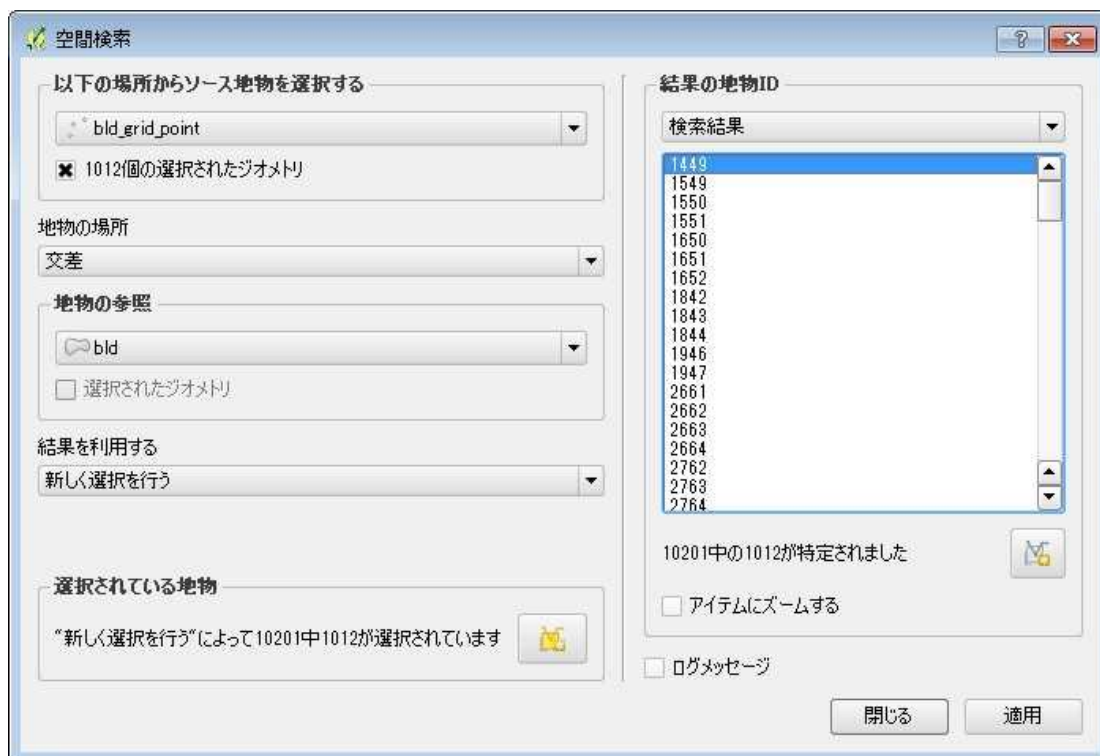 空間検索
以下の場所からソース地物を選択する
bld_grid_point
1012個の選択されたジオメトリ
地物の場所
交差
地物の参照
bld
選択されたジオメトリ
結果を利用する
新しく選択を行う
選択されている地物
"新しく選択を行う"によって10201中1012が選択されています
結果の地物ID
検索結果
1449
1549
1550
1551
1650
1651
1652
1842
1843
1844
1946
1947
2661
2662
2663
2664
2762
2763
2764
10201中の1012が特定されました
アイテムにズームする
ログメッセージ
閉じる
適用